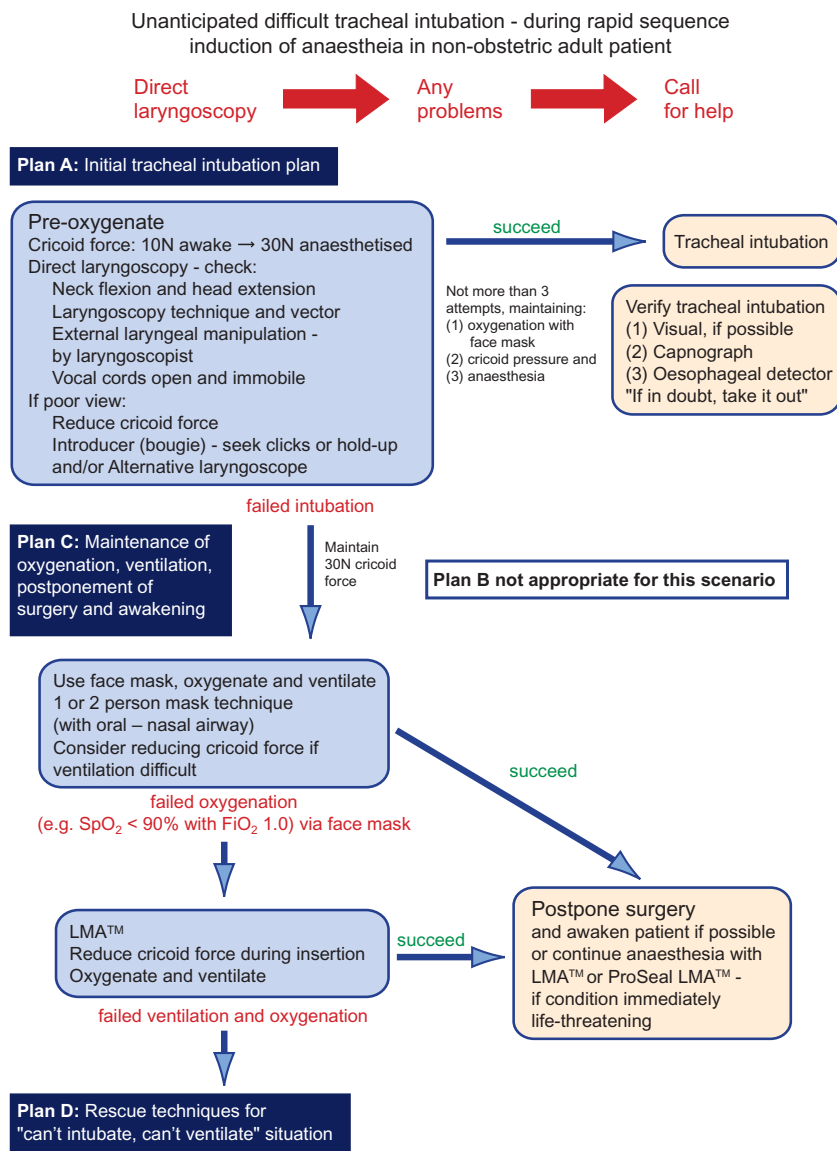 Unanticipated difficult tracheal intubation - during rapid sequence
induction of anaestheia in non-obstetric adult patient
Direct
laryngoscopy
Any
problems
Call
for help
Plan A: Initial tracheal intubation plan
Pre-oxygenate
Cricoid force: 10N awake → 30N anaesthetised
Direct laryngoscopy - check:
Neck flexion and head extension
Laryngoscopy technique and vector
External laryngeal manipulation -
by laryngoscopist
Vocal cords open and immobile
If poor view:
Reduce cricoid force
Introducer (bougie) - seek clicks or hold-up
and/or Alternative laryngoscope
succeed
Tracheal intubation
Not more than 3
attempts, maintaining:
(1) oxygenation with
face mask
(2) cricoid pressure and
(3) anaesthesia
Verify tracheal intubation
(1) Visual, if possible
(2) Capnograph
(3) Oesophageal detector
"If in doubt, take it out"
failed intubation
Plan C: Maintenance of
oxygenation, ventilation,
postponement of
surgery and awakening
Maintain
30N cricoid
force
Plan B not appropriate for this scenario
Use face mask, oxygenate and ventilate
1 or 2 person mask technique
(with oral – nasal airway)
Consider reducing cricoid force if
ventilation difficult
succeed
failed oxygenation
(e.g. SpO₂ < 90% with FiO₂ 1.0) via face mask
LMA™
Reduce cricoid force during insertion
Oxygenate and ventilate
succeed
Postpone surgery
and awaken patient if possible
or continue anaesthesia with
LMA™ or ProSeal LMA™ -
if condition immediately
life-threatening
failed ventilation and oxygenation
Plan D: Rescue techniques for
"can't intubate, can't ventilate" situation